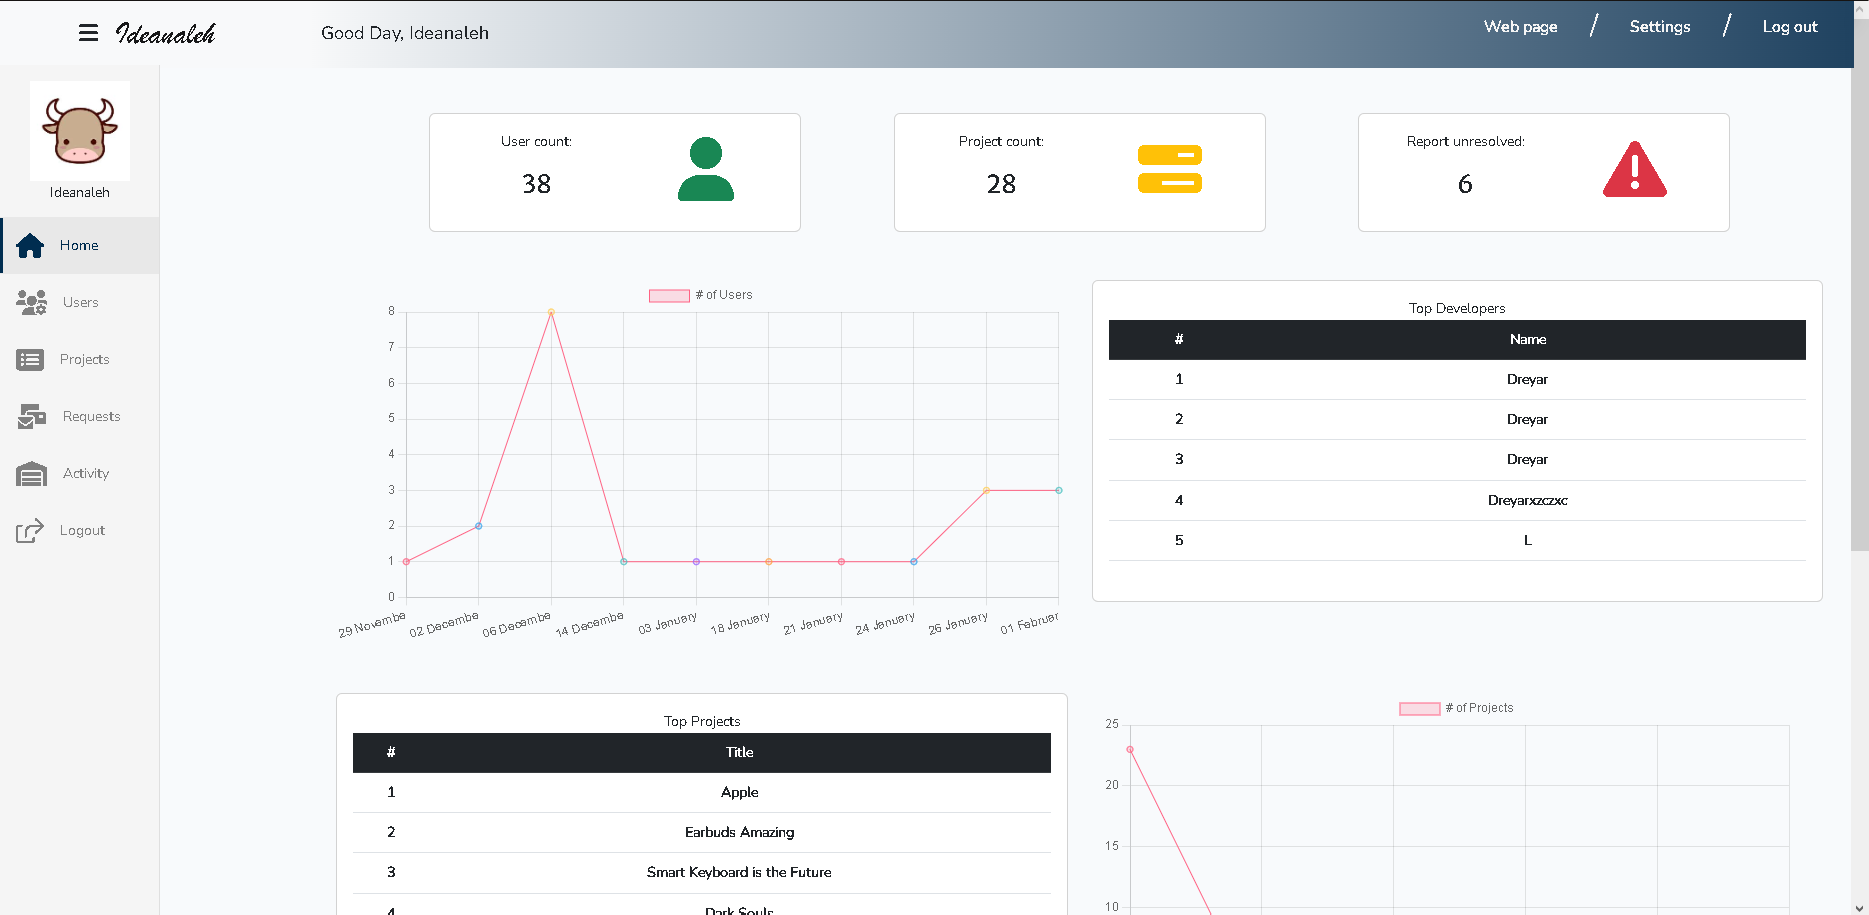 Ideanaleh
Good Day, Ideanaleh
Web page / Settings / Log out
Ideanaleh
Home
Users
Projects
Requests
Activity
Logout
User count:
38
Project count:
28
Report unresolved:
6
# of Users
8
7
6
5
4
3
2
1
0
29 Novembe
02 Decembe
06 Decembe
14 Decembe
03 January
18 January
21 January
24 January
26 January
01 Februar
Top Developers
# Name
1 Dreyar
2 Dreyar
3 Dreyar
4 Dreyarxzczxc
5 L
Top Projects
# Title
1 Apple
2 Earbuds Amazing
3 Smart Keyboard is the Future
4 Dark Souls
# of Projects
25
20
15
10